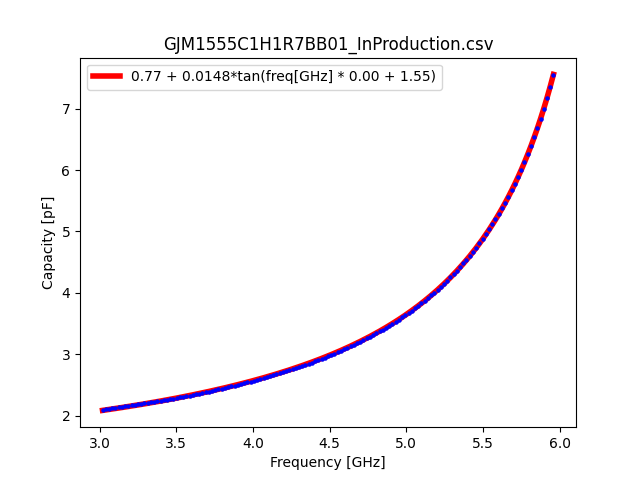 GJM1555C1H1R7BB01_InProduction.csv
0.77 + 0.0148*tan(freq[GHz] * 0.00 + 1.55)
7
6
5
4
3
2
Capacity [pF]
3.0 3.5 4.0 4.5 5.0 5.5 6.0
Frequency [GHz]